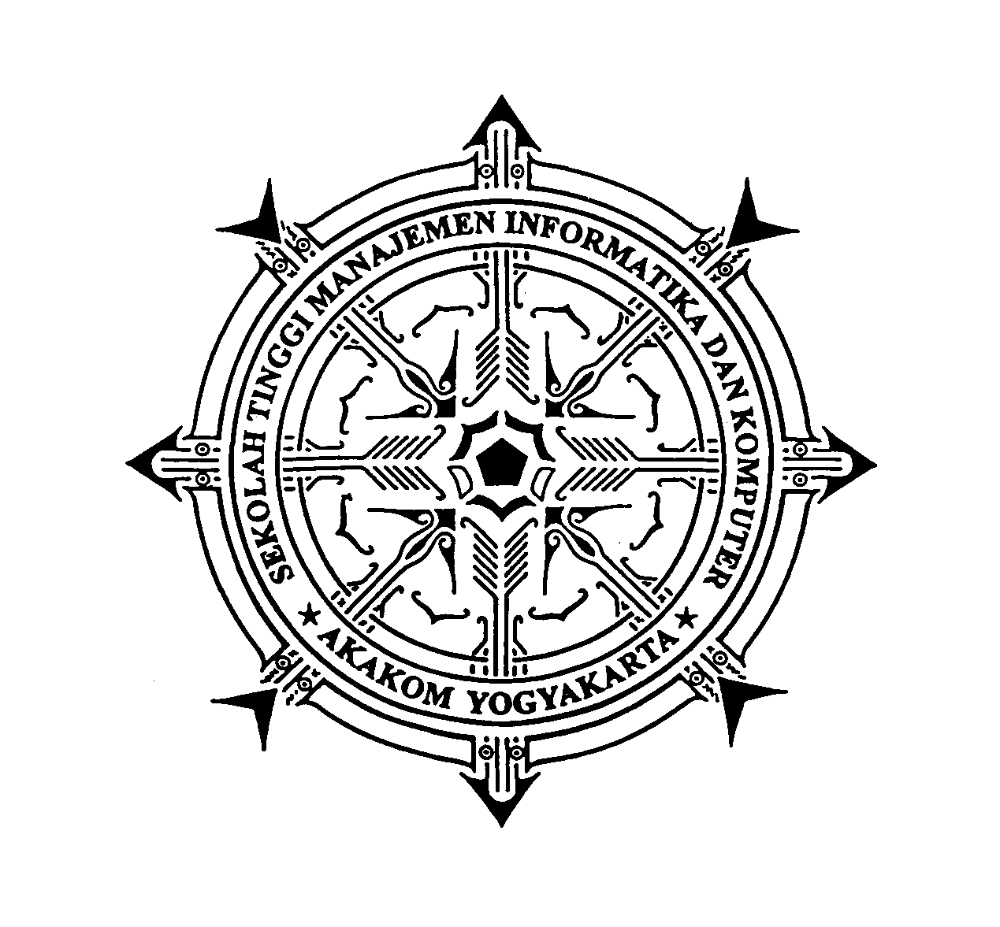 SEKOLAH TINGGI MANAJEMEN INFORMATIKA DAN KOMPUTER
★ AKAKOM YOGYAKARTA ★